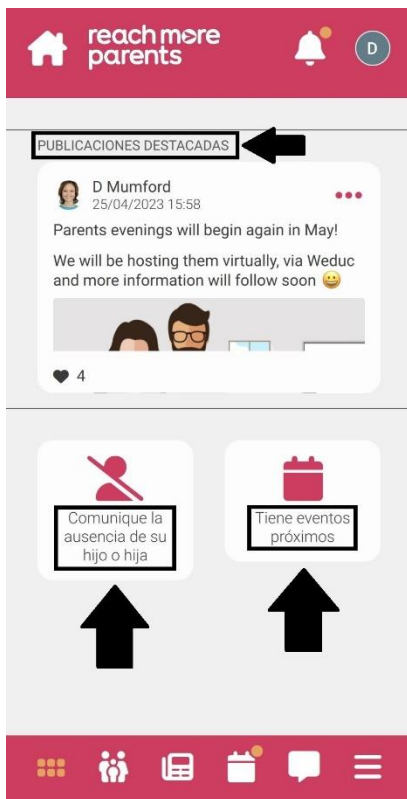 reach more
parents
D
PUBLICACIONES DESTACADAS
D Mumford
25/04/2023 15:58
Parents evenings will begin again in May!
We will be hosting them virtually, via Weduc
and more information will follow soon 😀
4
Comunique la
ausencia de su
hijo o hija
Tiene eventos
próximos